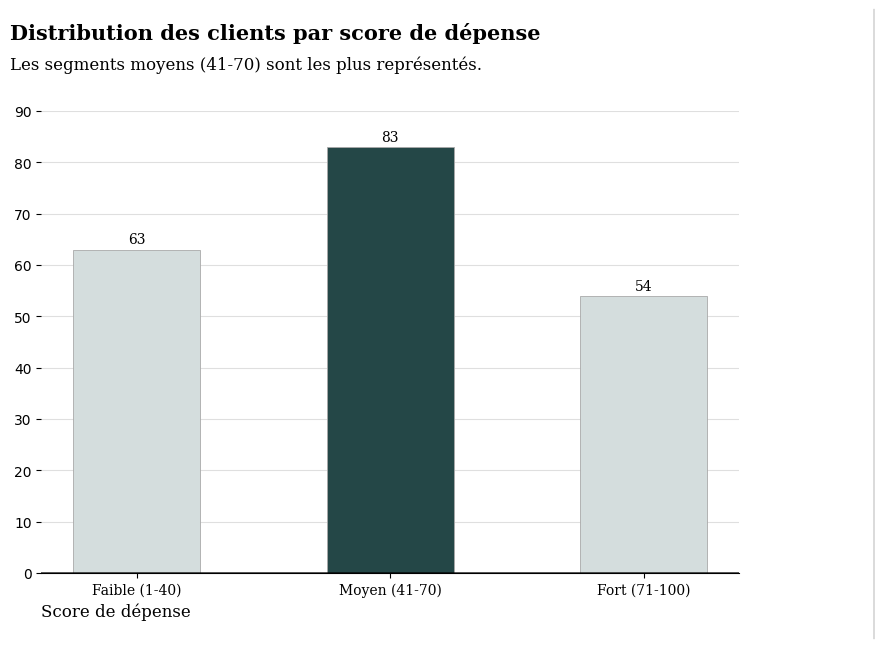 Distribution des clients par score de dépense
Les segments moyens (41-70) sont les plus représentés.
90
80
70
60
50
40
30
20
10
0
63
83
54
Faible (1-40)
Moyen (41-70)
Fort (71-100)
Score de dépense